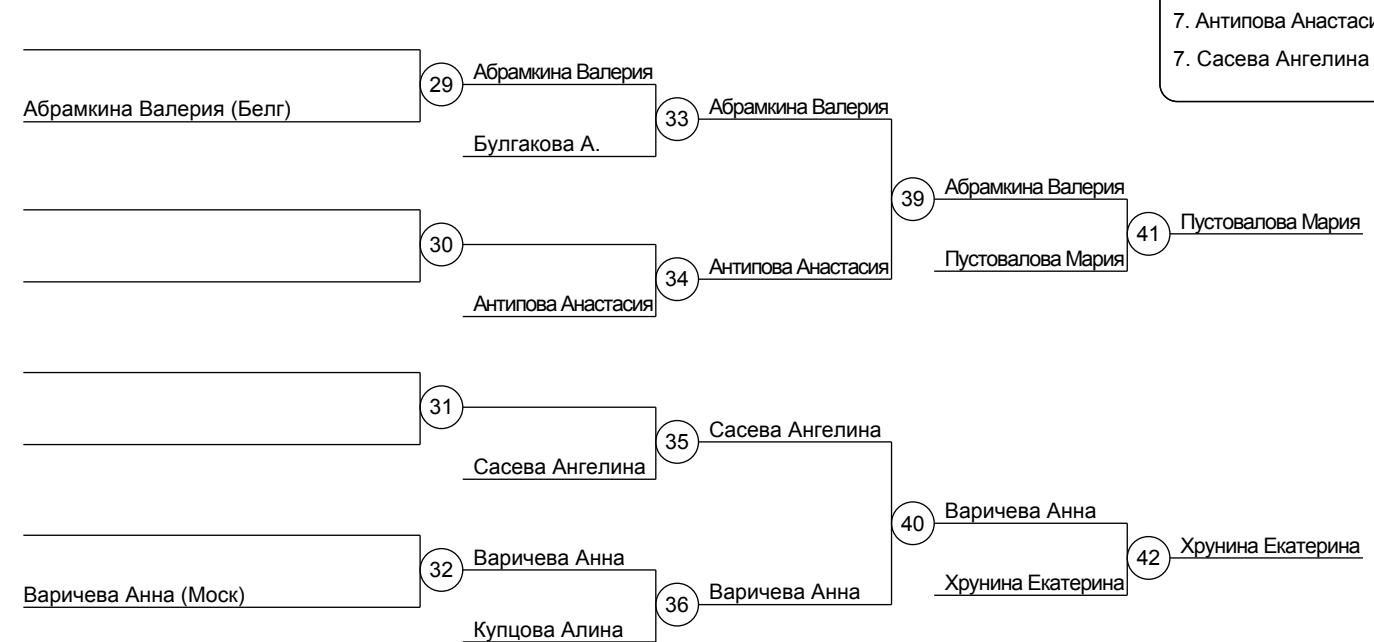 7. Антипова Анастаси
7. Сасева Ангелина
29
Абрамкина Валерия
Абрамкина Валерия (Белг)
33
Абрамкина Валерия
Булгакова А.
39
Абрамкина Валерия
41
Пустовалова Мария
30
Пустовалова Мария
34
Антипова Анастасия
Антипова Анастасия
31
35
Сасева Ангелина
Сасева Ангелина
40
Варичева Анна
42
Хрунина Екатерина
32
Варичева Анна
Хрунина Екатерина
Варичева Анна (Моск)
36
Варичева Анна
Купцова Алина